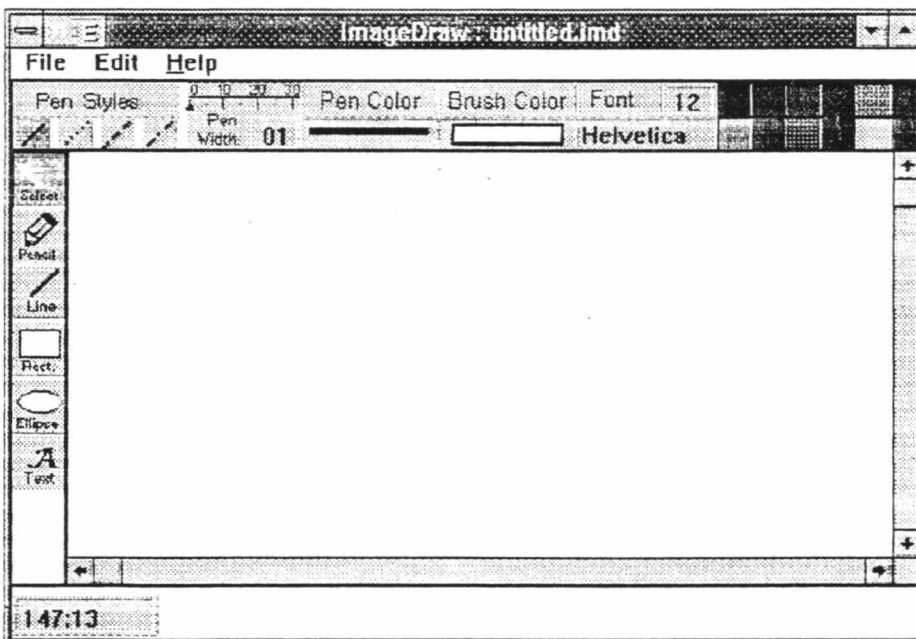 ImageDraw : untitled.imd
File Edit Help
Pen Styles
0 10 20 30
Pen Width: 01
Pen Color
Brush Color
Font 12
Helvetica
Select
Pencil
Line
Rect.
Ellipse
Text
147:13